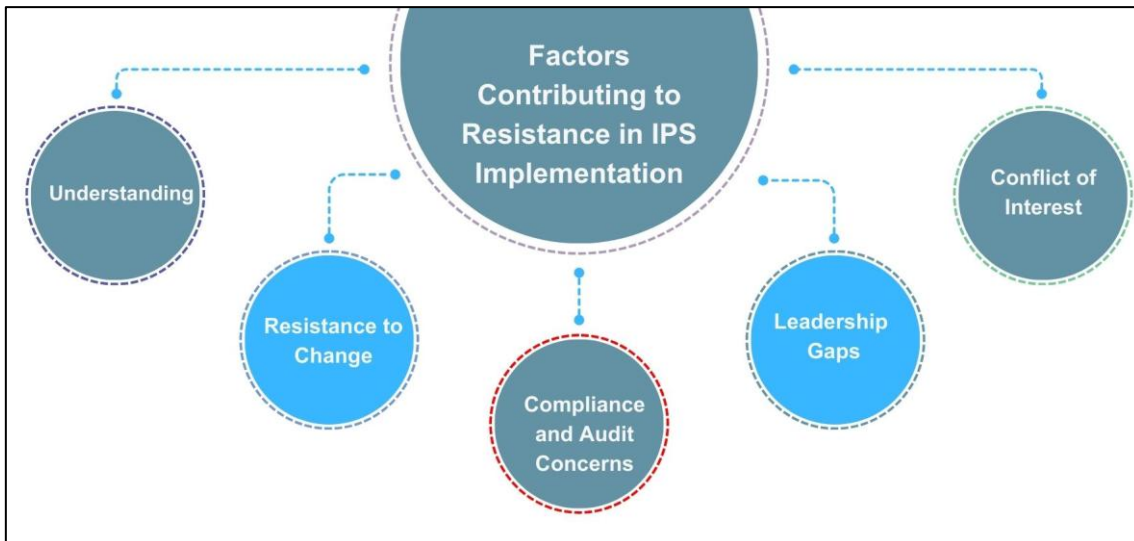 Factors
Contributing to
Resistance in IPS
Implementation
Understanding
Resistance to
Change
Compliance
and Audit
Concerns
Leadership
Gaps
Conflict of
Interest